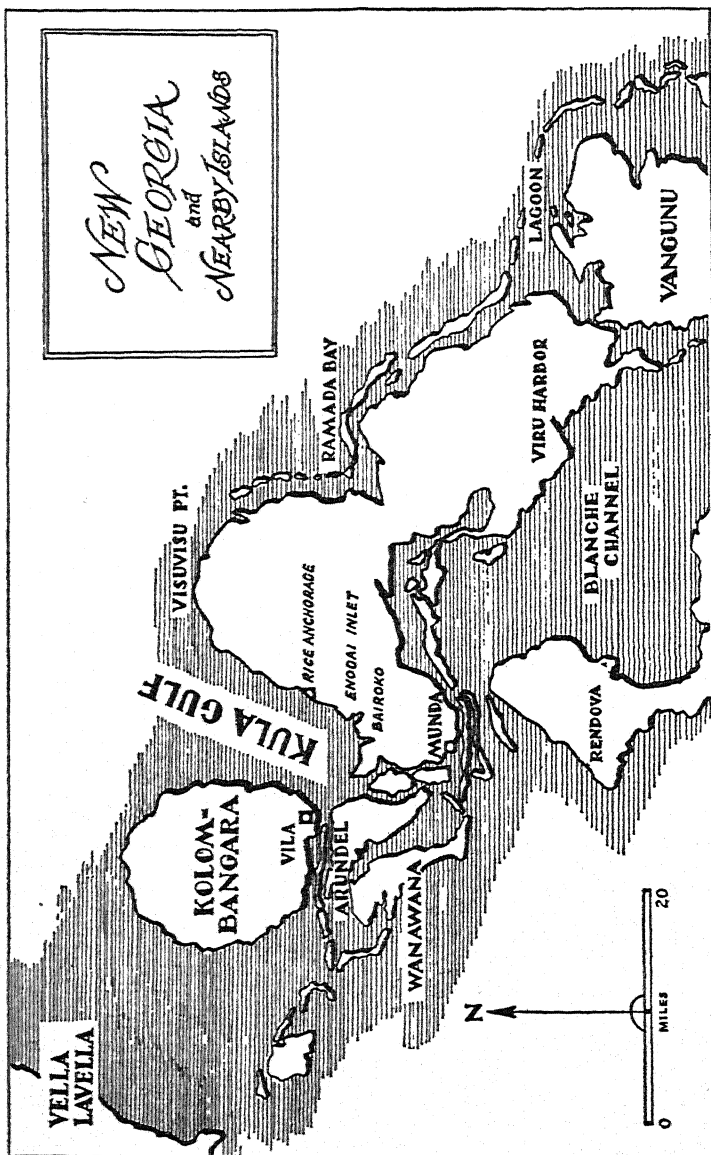 NEW
GEORGIA
and
NEARBY ISLANDS
VELLA
LAVELLA
KOLOM=
BANGARA
VILA
KULA GULF
VISUVISU PT.
RICE ANCHORAGE
ENOGAI INLET
BAIROKO
RAMADA BAY
LAGOON
ARUNDEL
WANAWANA
MUNDA
VIRU HARBOR
VANGUNU
BLANCHE
CHANNEL
RENDOVA
N
0
MILES
20